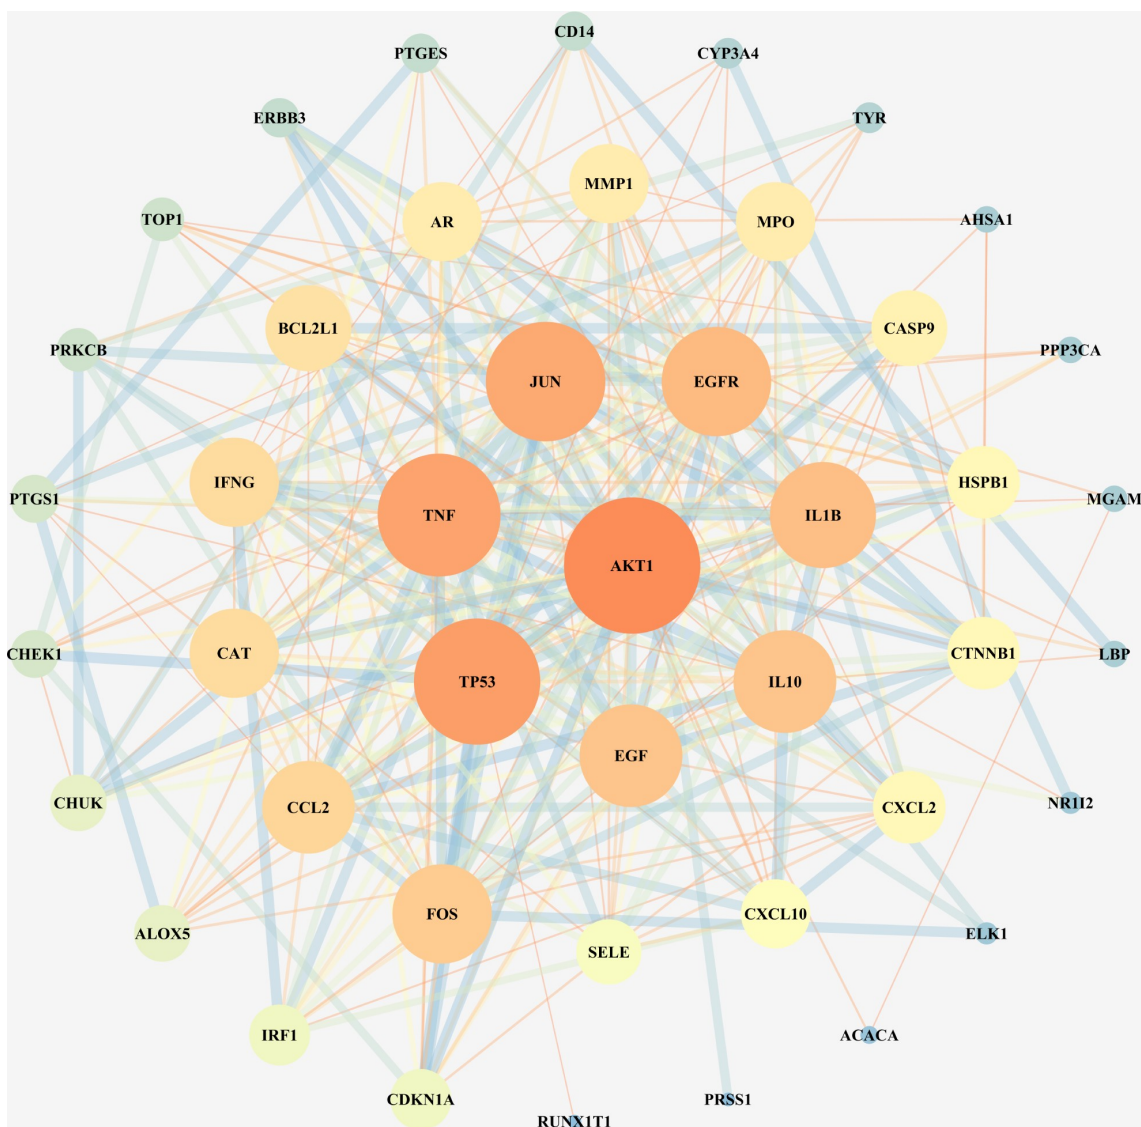 CD14
PTGES
CYP3A4
ERBB3
TYR
MMP1
TOP1
AR
MPO
AHSA1
BCL2L1
CASP9
PRKCB
PPP3CA
JUN
EGFR
IFNG
HSPB1
PTGS1
MGAM
TNF
IL1B
AKT1
CHEK1
CAT
CTNNB1
LBP
TP53
IL10
EGF
CHUK
CCL2
CXCL2
NR1I2
FOS
CXCL10
ALOX5
ELK1
SELE
IRF1
ACACA
CDKN1A
PRSS1
RUNX1T1